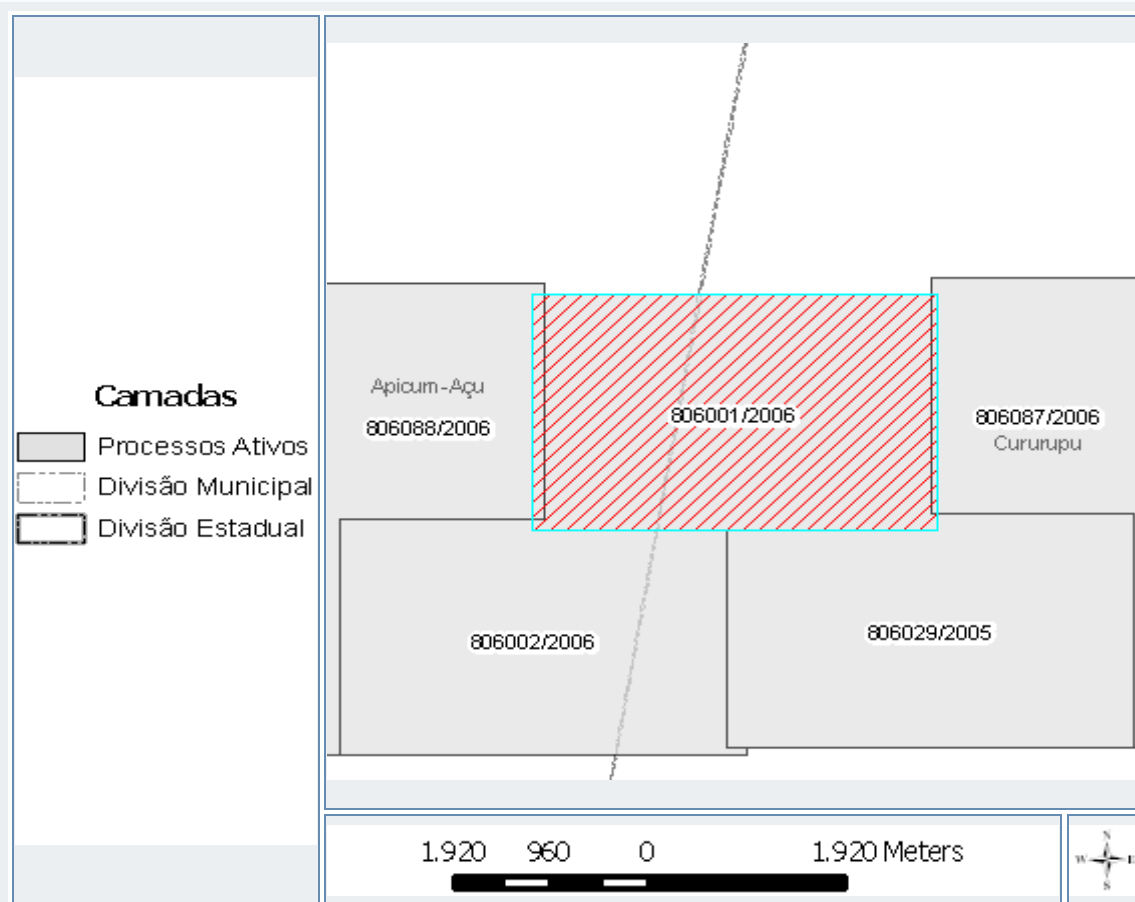 Camadas
Processos Ativos
Divisão Municipal
Divisão Estadual
Apicum-Açu
806088/2006
806001/2006
806087/2006
Cururupu
806002/2006
806029/2005
1.920 960 0 1.920 Meters
N
W E
S